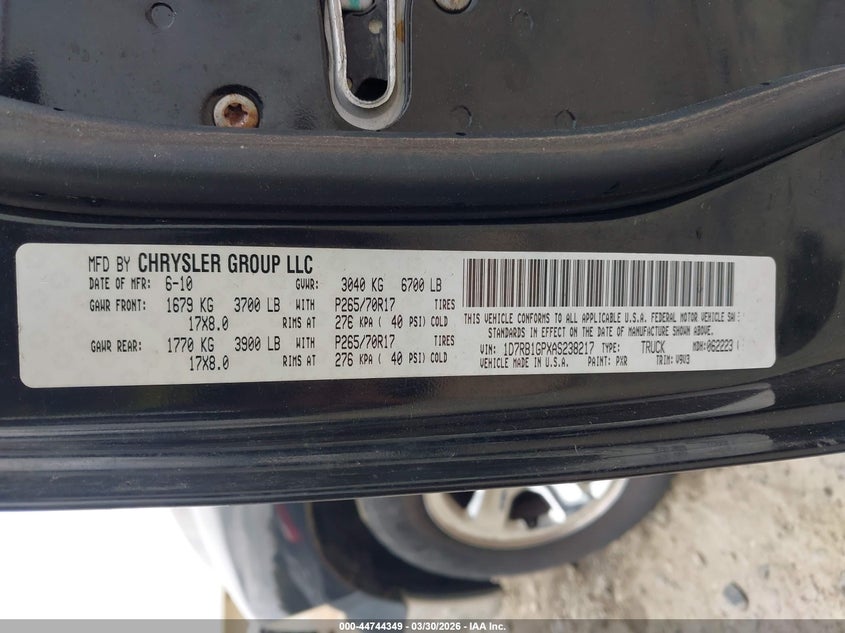 MFD BY CHRYSLER GROUP LLC
DATE OF MFR: 6-10 GVWR: 3040 KG 6700 LB
GAWR FRONT: 1679 KG 3700 LB WITH P265/70R17 TIRES
17X8.0 RIMS AT 276 KPA ( 40 PSI) COLD
GAWR REAR: 1770 KG 3900 LB WITH P265/70R17 TIRES
17X8.0 RIMS AT 276 KPA ( 40 PSI) COLD
THIS VEHICLE CONFORMS TO ALL APPLICABLE U.S.A. FEDERAL MOTOR VEHICLE
STANDARDS IN EFFECT ON THE DATE OF MANUFACTURE SHOWN ABOVE.
VIN: 1D7RB1GPXAS238217 TYPE: TRUCK MDH: 062223
VEHICLE MADE IN U.S.A. PAINT: PXR TRIM: V9V3
000-44744349 | 03/30/2026 | IAA Inc.